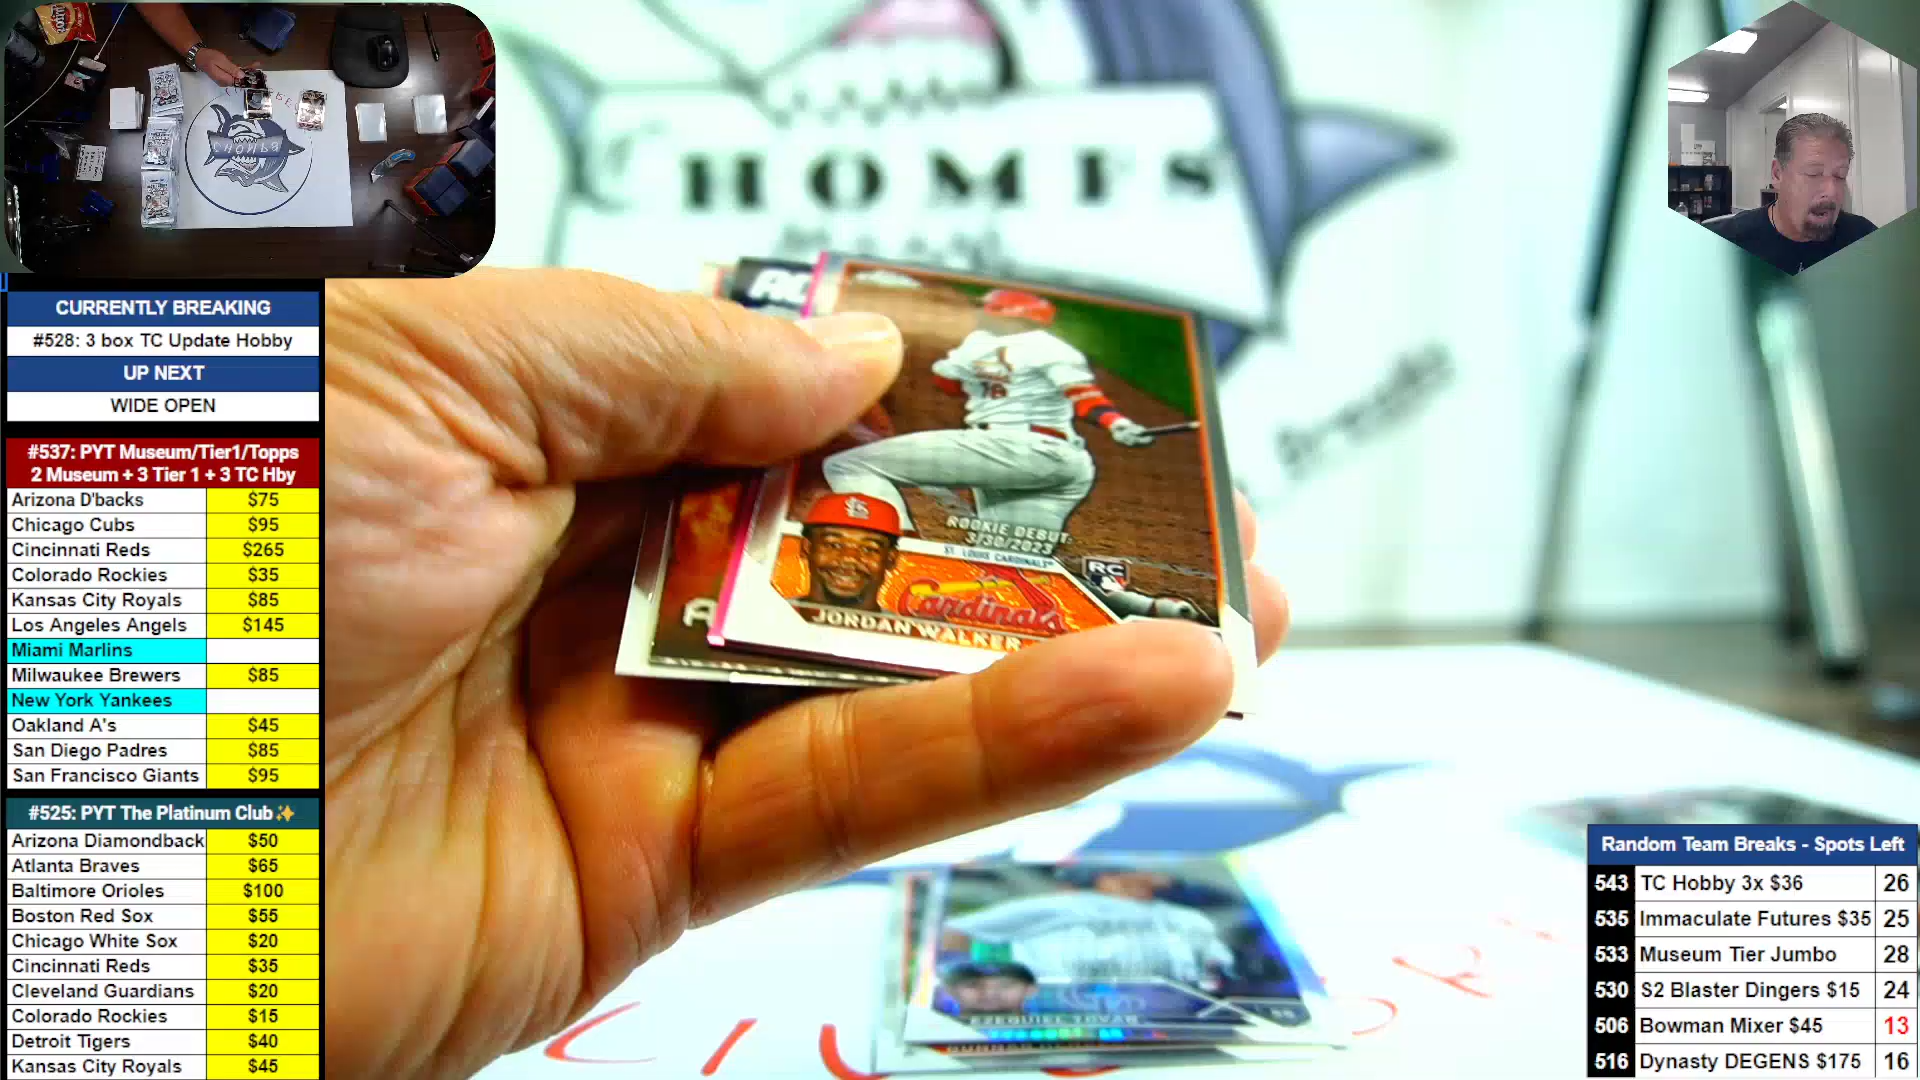 CHOMPS
CURRENTLY BREAKING
#528: 3 box TC Update Hobby
UP NEXT
WIDE OPEN
#537: PYT Museum/Tier1/Topps
2 Museum + 3 Tier 1 + 3 TC Hby
Arizona D'backs $75
Chicago Cubs $95
Cincinnati Reds $265
Colorado Rockies $35
Kansas City Royals $85
Los Angeles Angels $145
Miami Marlins
Milwaukee Brewers $85
New York Yankees
Oakland A's $45
San Diego Padres $85
San Francisco Giants $95
#525: PYT The Platinum Club✨
Arizona Diamondback $50
Atlanta Braves $65
Baltimore Orioles $100
Boston Red Sox $55
Chicago White Sox $20
Cincinnati Reds $35
Cleveland Guardians $20
Colorado Rockies $15
Detroit Tigers $40
Kansas City Royals $45
HOMPS
Breaks
ROOKIE DEBUT:
3/30/2023
ST. LOUIS CARDINALS
RC
Cardinals
JORDAN WALKER
EZEQUIEL TOVAR
Random Team Breaks - Spots Left
543 TC Hobby 3x $36 26
535 Immaculate Futures $35 25
533 Museum Tier Jumbo 28
530 S2 Blaster Dingers $15 24
506 Bowman Mixer $45 13
516 Dynasty DEGENS $175 16